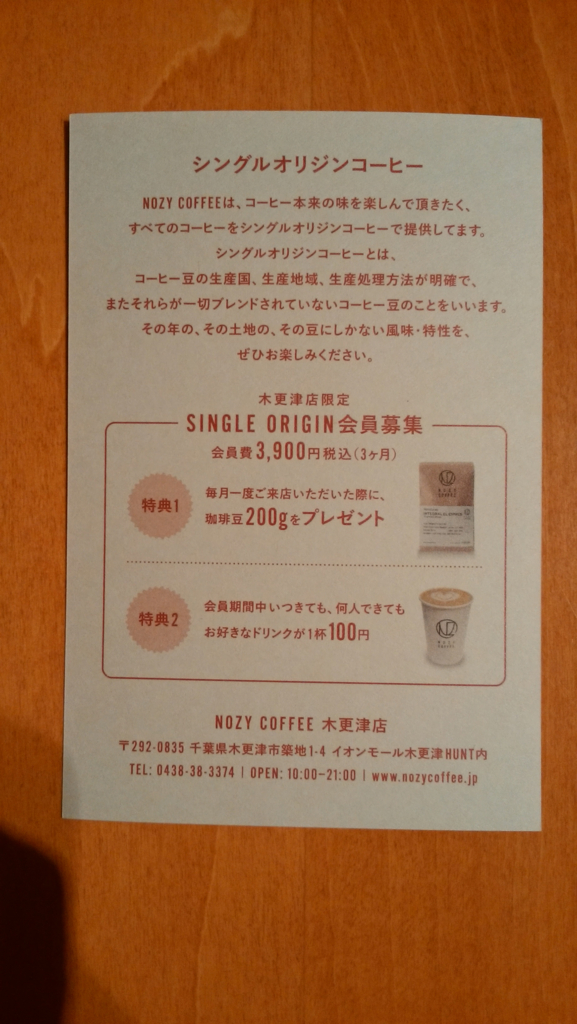 シングルオリジンコーヒー
NOZY COFFEEは、コーヒー本来の味を楽しんで頂きたく、
すべてのコーヒーをシングルオリジンコーヒーで提供してます。
シングルオリジンコーヒーとは、
コーヒー豆の生産国、生産地域、生産処理方法が明確で、
またそれらが一切ブレンドされていないコーヒー豆のことをいいます。
その年の、その土地の、その豆にしかない風味・特性を、
ぜひお楽しみください。
木更津店限定
SINGLE ORIGIN会員募集
会員費3,900円税込(3ヶ月)
特典1
毎月一度ご来店いただいた際に、
珈琲豆200gをプレゼント
NOZY
COFFEE
特典2
会員期間中いつきても、何人できても
お好きなドリンクが1杯100円
NOZY
COFFEE
NOZY COFFEE 木更津店
〒292-0835 千葉県木更津市築地1-4 イオンモール木更津HUNT内
TEL: 0438-38-3374 | OPEN: 10:00–21:00 | www.nozycoffee.jp